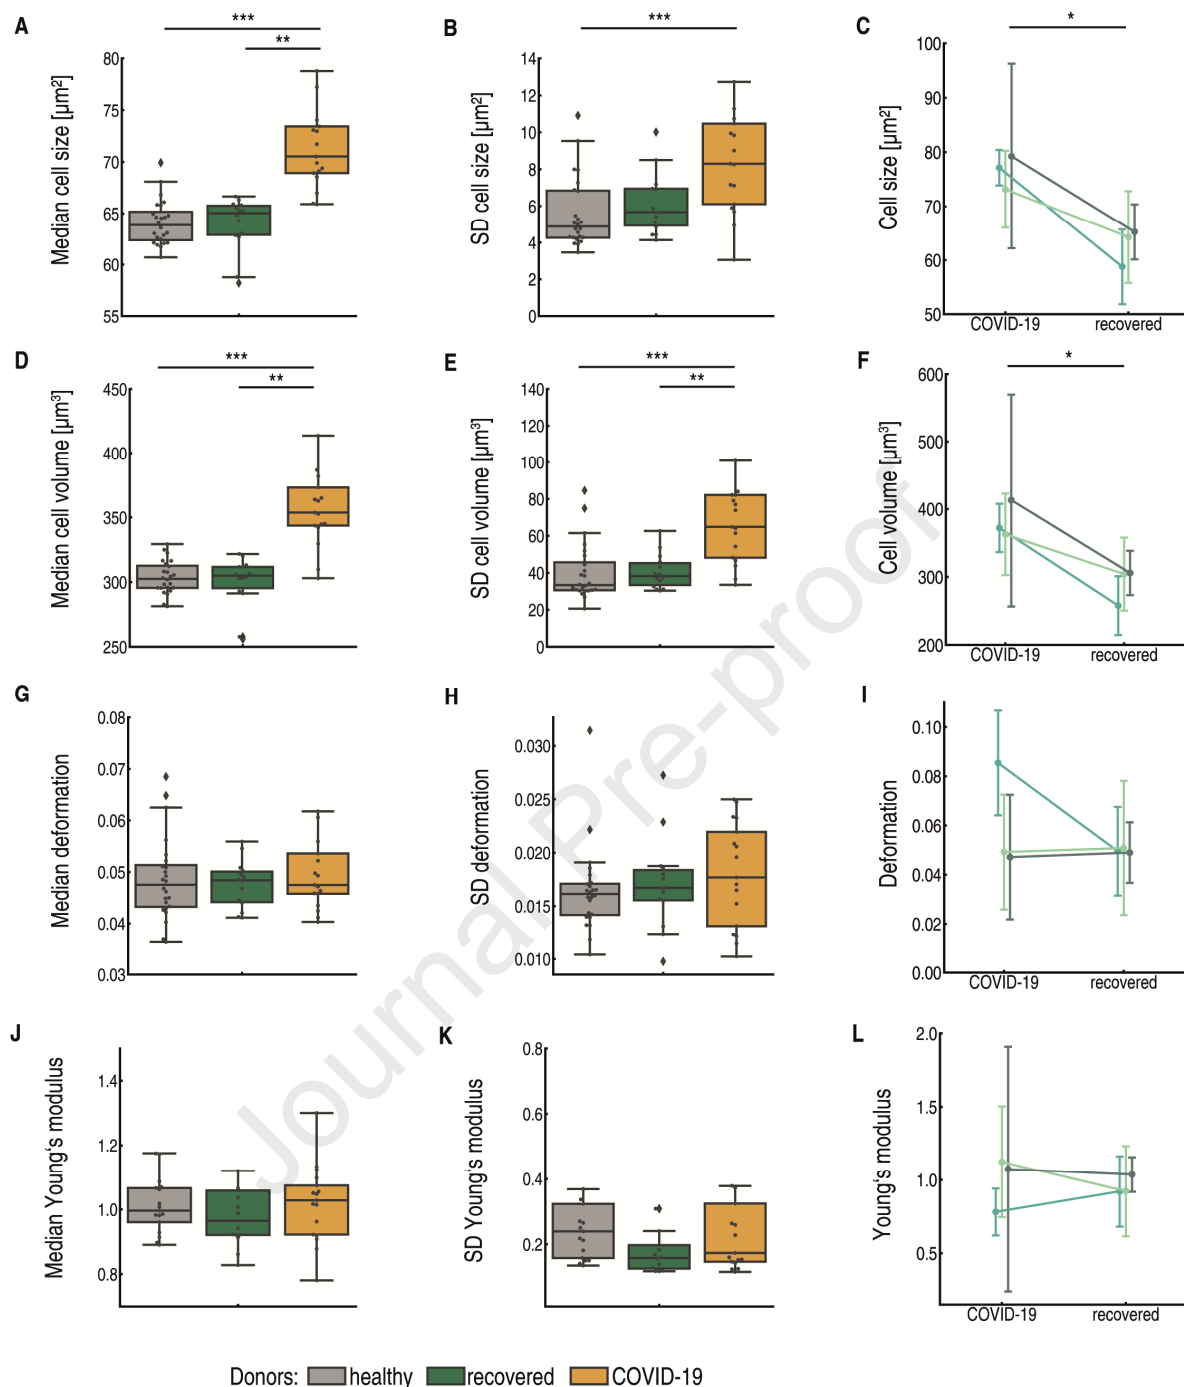 A
***
**
Median cell size [µm²]
80
75
70
65
60
55
B
***
SD cell size [µm²]
14
12
10
8
6
4
2
0
C
*
Cell size [µm²]
100
90
80
70
60
50
COVID-19 recovered
D
***
**
Median cell volume [µm³]
450
400
350
300
250
E
***
**
SD cell volume [µm³]
140
120
100
80
60
40
20
0
F
*
Cell volume [µm³]
600
500
400
300
200
COVID-19 recovered
G
Median deformation
0.08
0.07
0.06
0.05
0.04
0.03
H
SD deformation
0.030
0.025
0.020
0.015
0.010
I
Deformation
0.10
0.08
0.06
0.04
0.02
0.00
COVID-19 recovered
J
Median Young‘s modulus
1.4
1.2
1.0
0.8
K
SD Young‘s modulus
0.8
0.6
0.4
0.2
L
Young‘s modulus
2.0
1.5
1.0
0.5
COVID-19 recovered
Donors: healthy recovered COVID-19
Journal Pre-proof